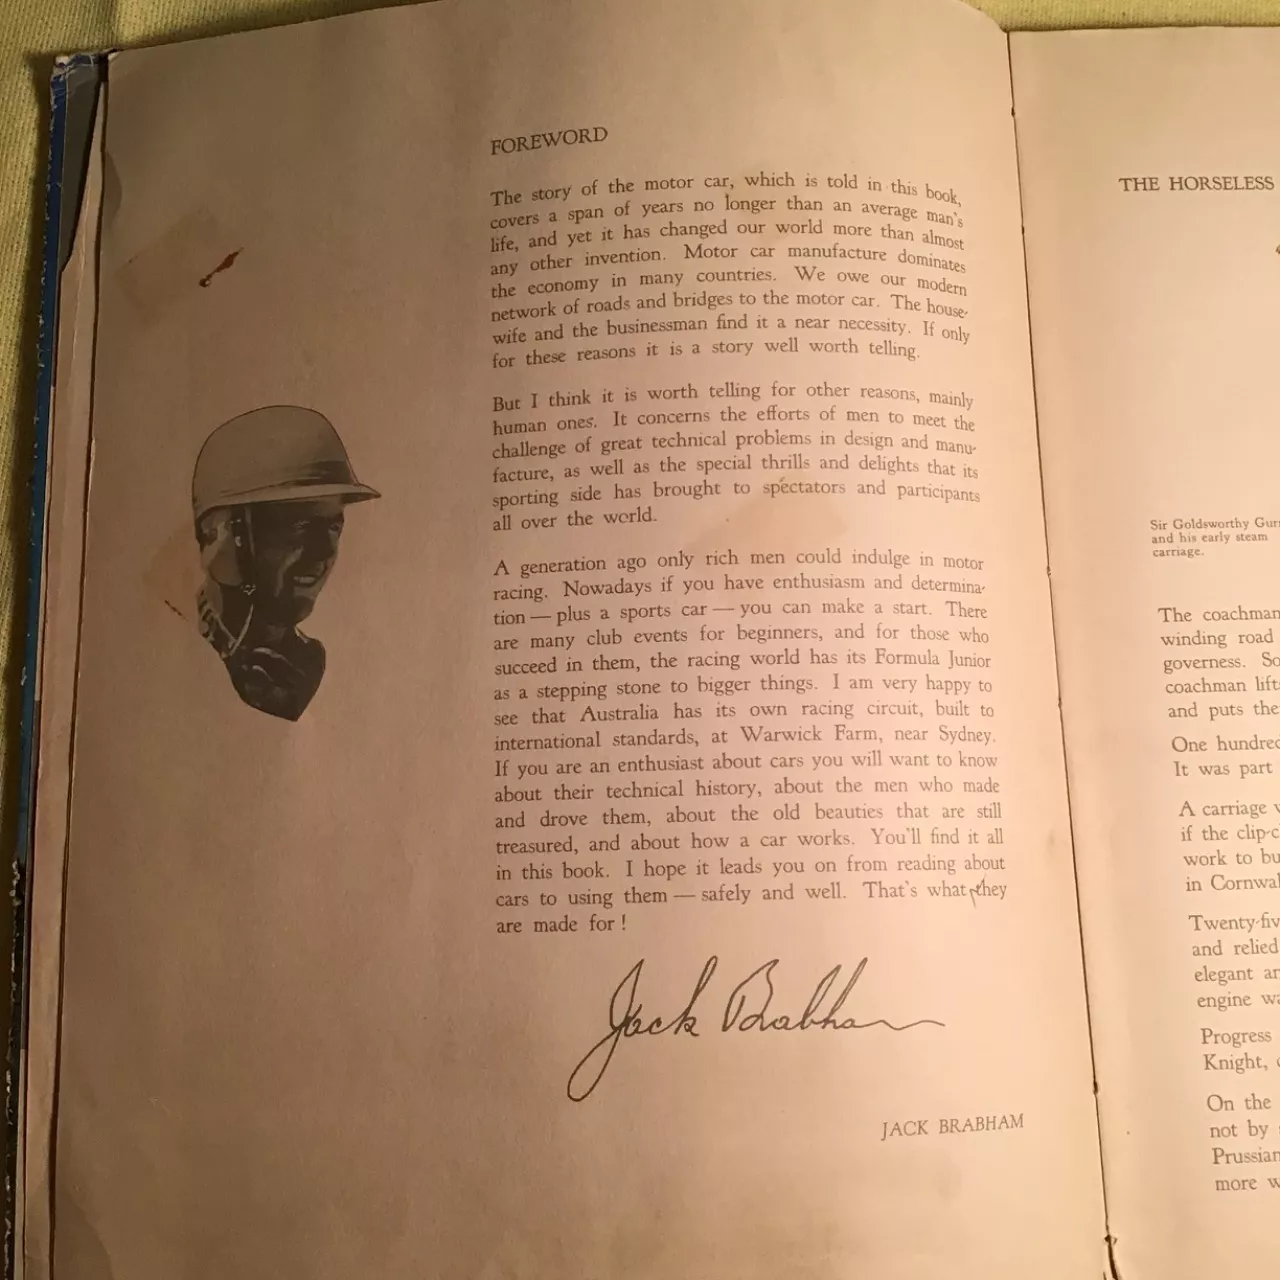 FOREWORD
The story of the motor car, which is told in this book,
covers a span of years no longer than an average man's
life, and yet it has changed our world more than almost
any other invention. Motor car manufacture dominates
the economy in many countries. We owe our modern
network of roads and bridges to the motor car. The house-
wife and the businessman find it a near necessity. If only
for these reasons it is a story well worth telling.
But I think it is worth telling for other reasons, mainly
human ones. It concerns the efforts of men to meet the
challenge of great technical problems in design and manu-
facture, as well as the special thrills and delights that its
sporting side has brought to spectators and participants
all over the world.
A generation ago only rich men could indulge in motor
racing. Nowadays if you have enthusiasm and determina-
tion — plus a sports car — you can make a start. There
are many club events for beginners, and for those who
succeed in them, the racing world has its Formula Junior
as a stepping stone to bigger things. I am very happy to
see that Australia has its own racing circuit, built to
international standards, at Warwick Farm, near Sydney.
If you are an enthusiast about cars you will want to know
about their technical history, about the men who made
and drove them, about the old beauties that are still
treasured, and about how a car works. You'll find it all
in this book. I hope it leads you on from reading about
cars to using them — safely and well. That's what they
are made for !
Jack Brabham
JACK BRABHAM
THE HORSELESS
Sir Goldsworthy Gur
and his early steam
carriage.
The coachman
winding road
governess. So
coachman lift
and puts the
One hundred
It was part
A carriage
if the clip-c
work to bu
in Cornwal
Twenty-fiv
and relied
elegant an
engine wa
Progress
Knight,
On the
not by
Prussian
more w